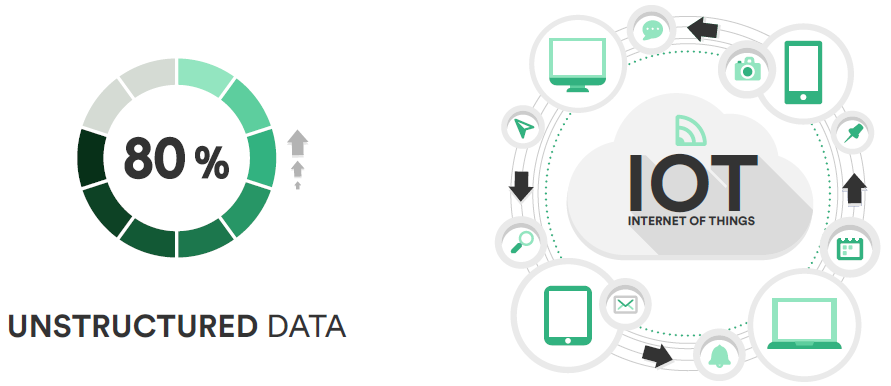 80 %
UNSTRUCTURED DATA
IOT
INTERNET OF THINGS